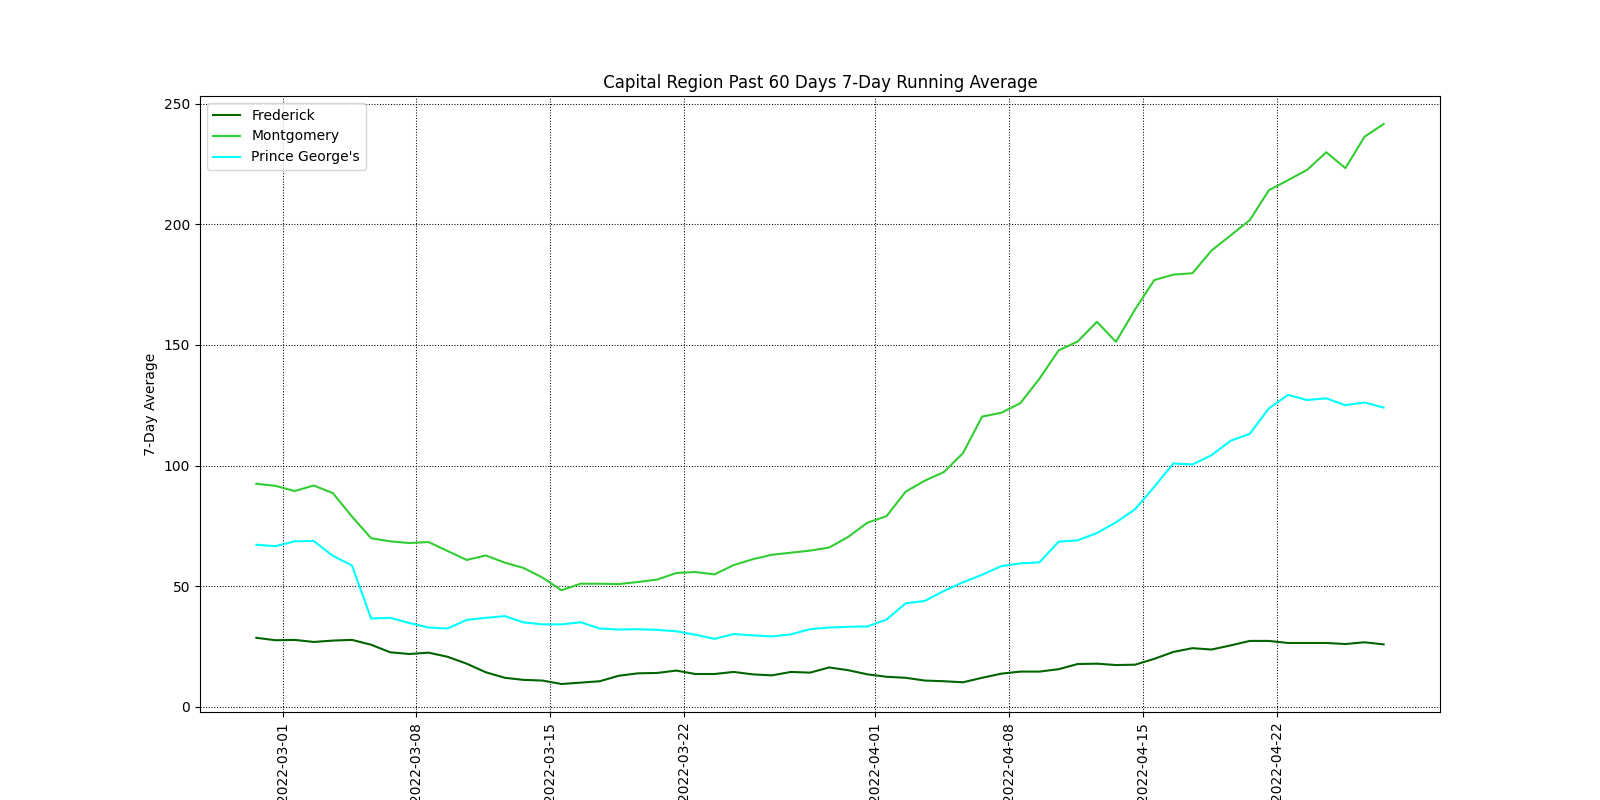 Capital Region Past 60 Days 7-Day Running Average
Frederick
Montgomery
Prince George's
7-Day Average
250
200
150
100
50
0
2022-03-01
2022-03-08
2022-03-15
2022-03-22
2022-04-01
2022-04-08
2022-04-15
2022-04-22